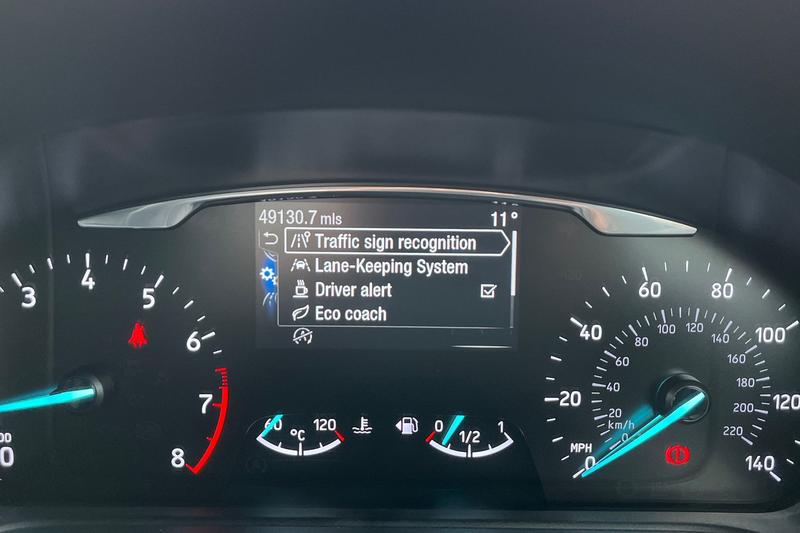 49130.7 mls 11°
Traffic sign recognition
Lane-Keeping System
Driver alert
Eco coach
3 4 5 6 7 8
60 120
°C
0 1/2 1
0 20 40 60 80 100 120 140
MPH
0 20 40 60 80 100 120 140 160 180 200 220
km/h